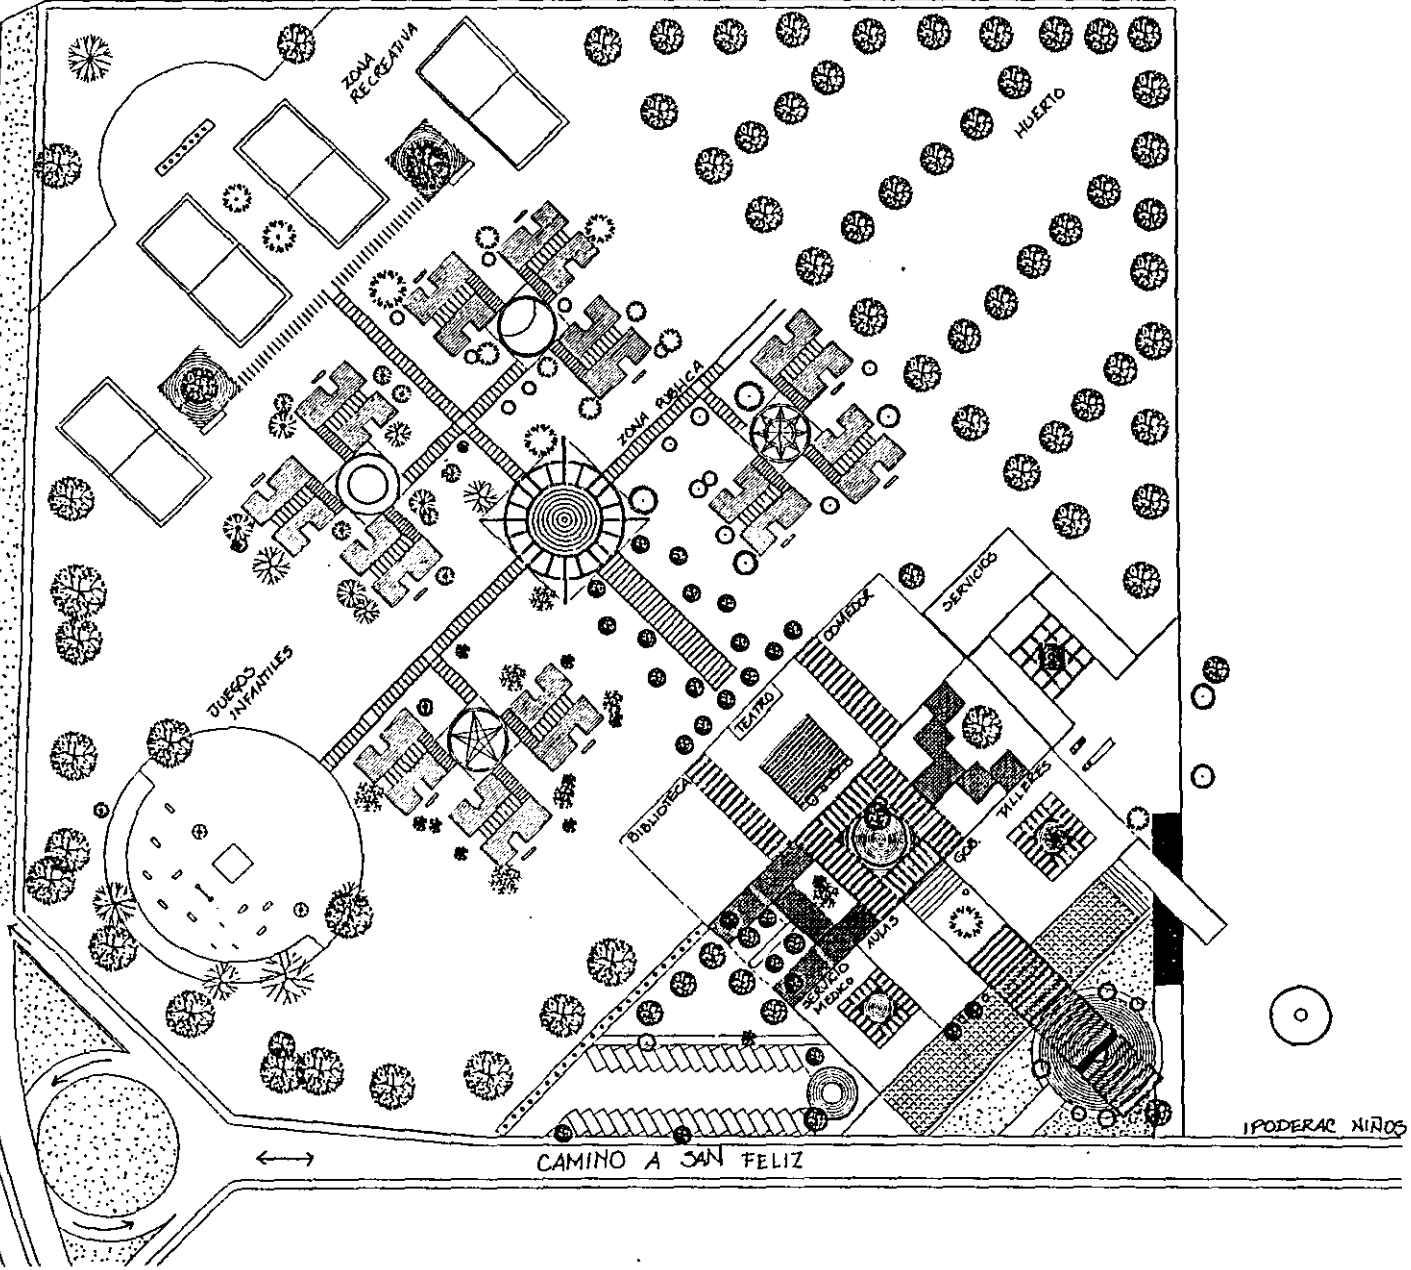 ZONA
RECREATIVA
HUERTO
ZONA PUBLICA
SERVICIOS
COMEDOR
JUEGOS
INFANTILES
TEATRO
BIBLIOTECA
TALLERES
GOB.
AULAS
SERVICIO
MEDICO
IPODERAC NIÑOS
CAMINO A SAN FELIZ